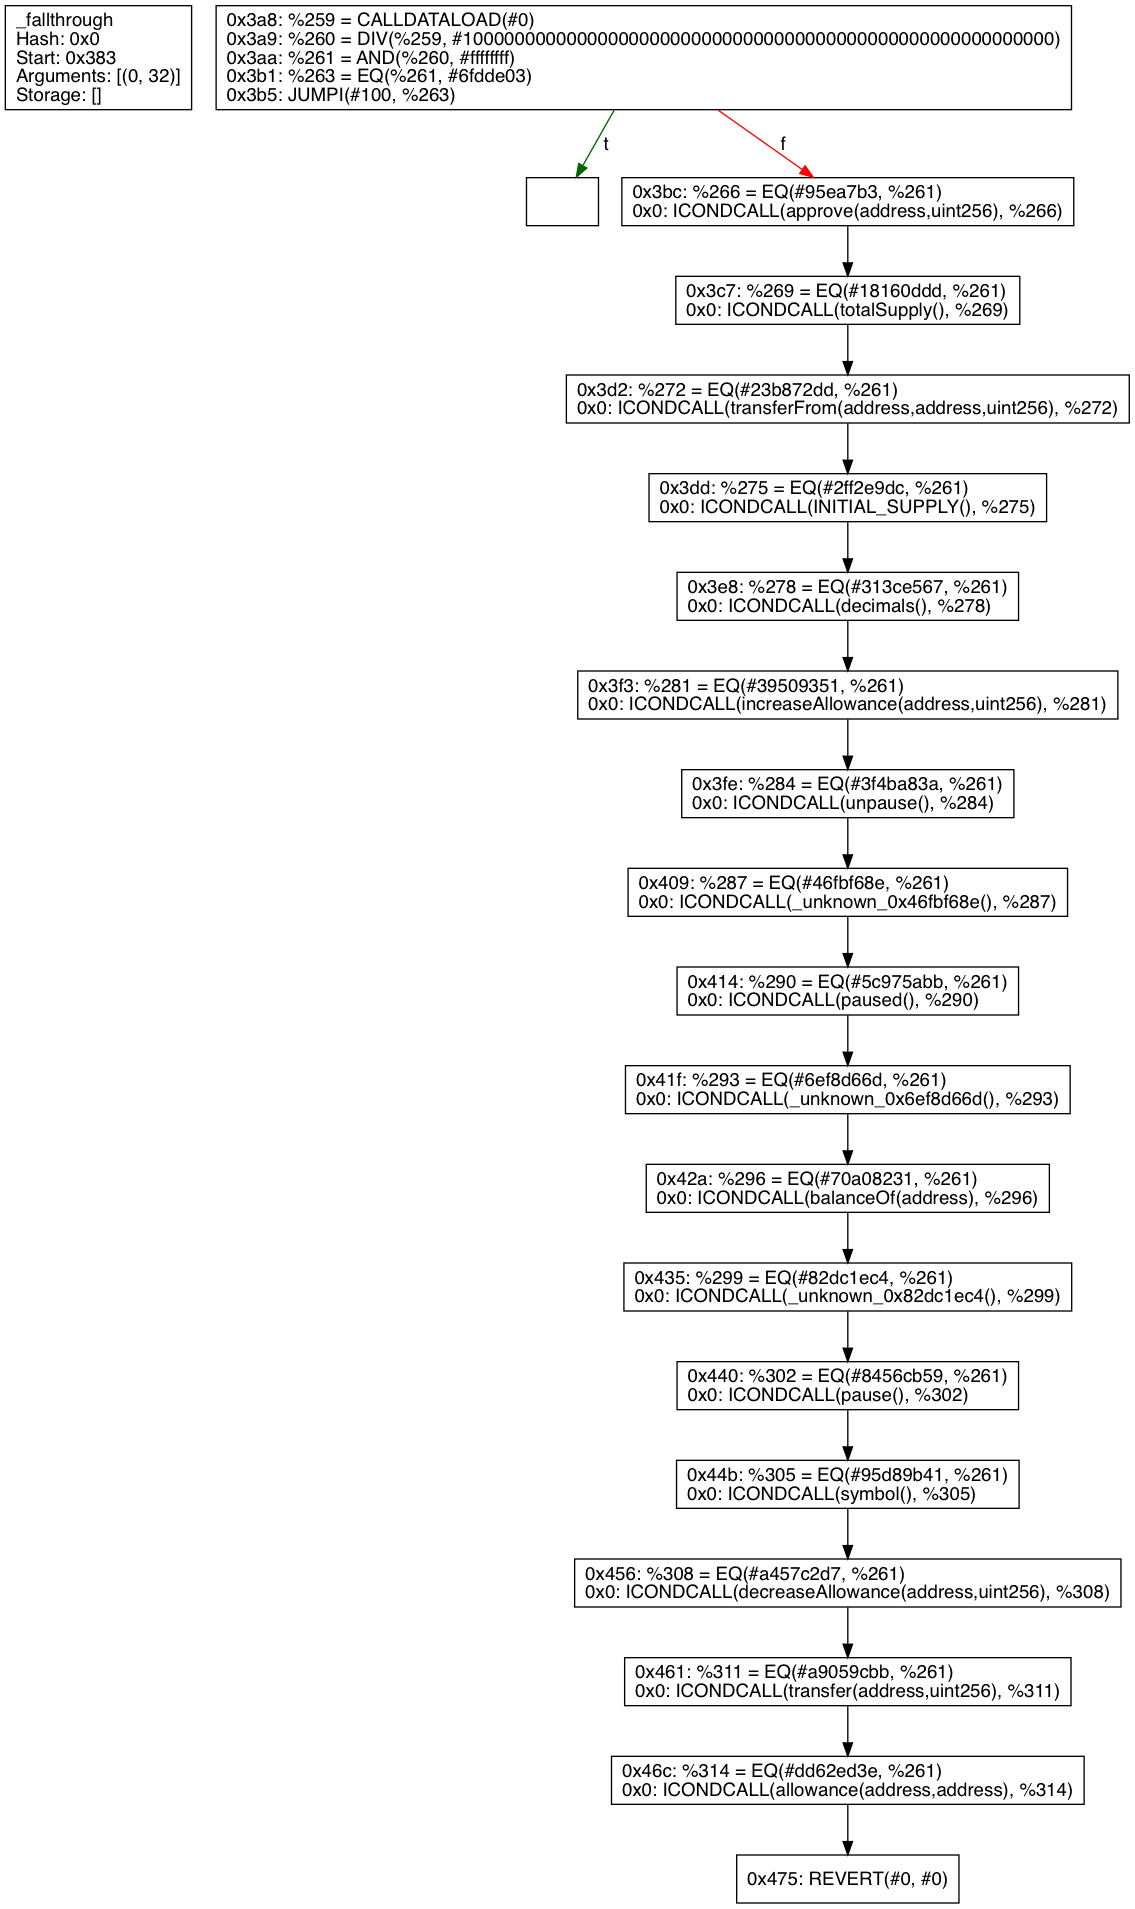 _fallthrough
Hash: 0x0
Start: 0x383
Arguments: [(0, 32)]
Storage: []
0x3a8: %259 = CALLDATALOAD(#0)
0x3a9: %260 = DIV(%259, #100000000000000000000000000000000000000000000000000000000)
0x3aa: %261 = AND(%260, #ffffffff)
0x3b1: %263 = EQ(%261, #6fdde03)
0x3b5: JUMPI(#100, %263)
t
f
0x3bc: %266 = EQ(#95ea7b3, %261)
0x0: ICONDCALL(approve(address,uint256), %266)
0x3c7: %269 = EQ(#18160ddd, %261)
0x0: ICONDCALL(totalSupply(), %269)
0x3d2: %272 = EQ(#23b872dd, %261)
0x0: ICONDCALL(transferFrom(address,address,uint256), %272)
0x3dd: %275 = EQ(#2ff2e9dc, %261)
0x0: ICONDCALL(INITIAL_SUPPLY(), %275)
0x3e8: %278 = EQ(#313ce567, %261)
0x0: ICONDCALL(decimals(), %278)
0x3f3: %281 = EQ(#39509351, %261)
0x0: ICONDCALL(increaseAllowance(address,uint256), %281)
0x3fe: %284 = EQ(#3f4ba83a, %261)
0x0: ICONDCALL(unpause(), %284)
0x409: %287 = EQ(#46fbf68e, %261)
0x0: ICONDCALL(_unknown_0x46fbf68e(), %287)
0x414: %290 = EQ(#5c975abb, %261)
0x0: ICONDCALL(paused(), %290)
0x41f: %293 = EQ(#6ef8d66d, %261)
0x0: ICONDCALL(_unknown_0x6ef8d66d(), %293)
0x42a: %296 = EQ(#70a08231, %261)
0x0: ICONDCALL(balanceOf(address), %296)
0x435: %299 = EQ(#82dc1ec4, %261)
0x0: ICONDCALL(_unknown_0x82dc1ec4(), %299)
0x440: %302 = EQ(#8456cb59, %261)
0x0: ICONDCALL(pause(), %302)
0x44b: %305 = EQ(#95d89b41, %261)
0x0: ICONDCALL(symbol(), %305)
0x456: %308 = EQ(#a457c2d7, %261)
0x0: ICONDCALL(decreaseAllowance(address,uint256), %308)
0x461: %311 = EQ(#a9059cbb, %261)
0x0: ICONDCALL(transfer(address,uint256), %311)
0x46c: %314 = EQ(#dd62ed3e, %261)
0x0: ICONDCALL(allowance(address,address), %314)
0x475: REVERT(#0, #0)